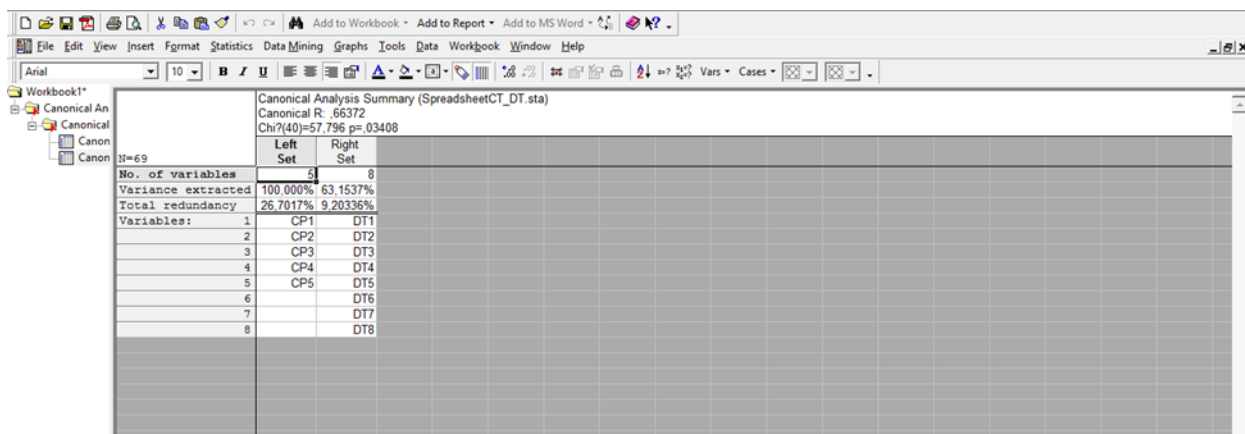 Add to Workbook Add to Report Add to MS Word
File Edit View Insert Format Statistics Data Mining Graphs Tools Data Workbook Window Help
Arial 10 B I U Vars Cases
Workbook1*
Canonical An
Canonical
Canon
Canon
Canonical Analysis Summary (SpreadsheetCT_DT.sta)
Canonical R: ,66372
Chi?(40)=57,796 p=,03408
N=69
Left Set Right Set
No. of variables 5 8
Variance extracted 100,000% 63,1537%
Total redundancy 26,7017% 9,20336%
Variables: 1 CP1 DT1
2 CP2 DT2
3 CP3 DT3
4 CP4 DT4
5 CP5 DT5
6 DT6
7 DT7
8 DT8